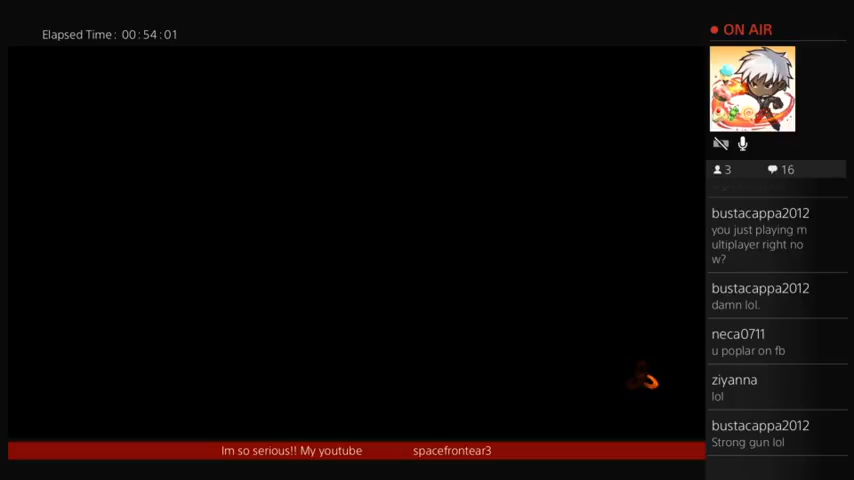 Elapsed Time: 00:54:01
ON AIR
3
16
bustacappa2012
you just playing m
ultiplayer right no
w?
bustacappa2012
damn lol.
neca0711
u poplar on fb
ziyanna
lol
bustacappa2012
Strong gun lol
Im so serious!! My youtube spacefrontear3